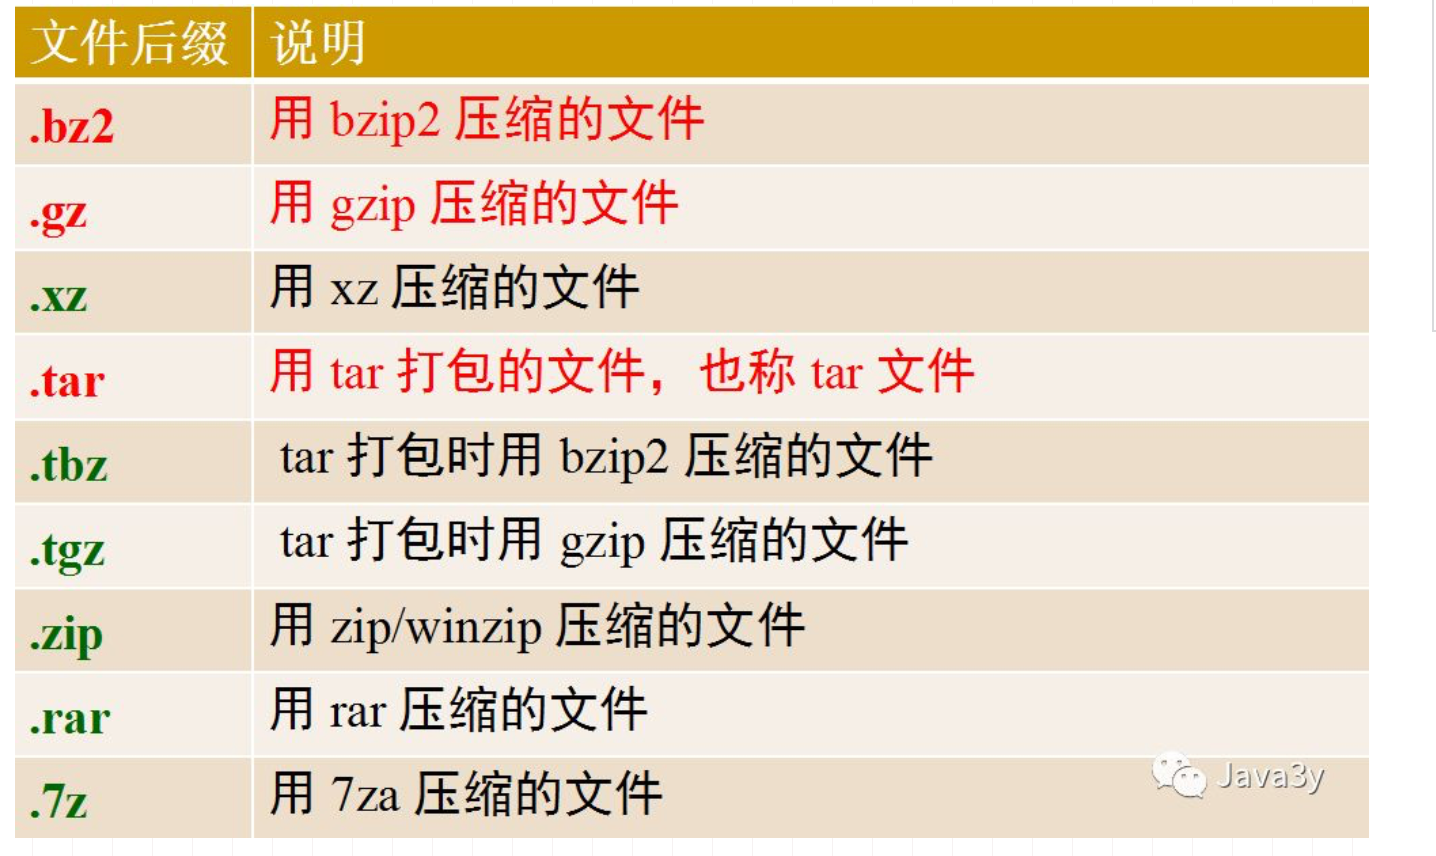 文件后缀 说明
.bz2 用 bzip2 压缩的文件
.gz 用 gzip 压缩的文件
.xz 用 xz 压缩的文件
.tar 用 tar 打包的文件，也称 tar 文件
.tbz tar 打包时用 bzip2 压缩的文件
.tgz tar 打包时用 gzip 压缩的文件
.zip 用 zip/winzip 压缩的文件
.rar 用 rar 压缩的文件
.7z 用 7za 压缩的文件
Java3y